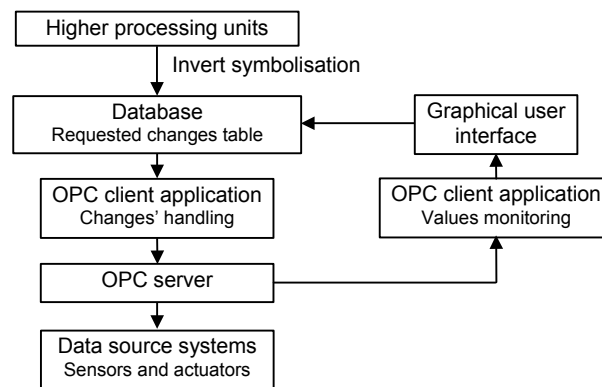 Higher processing units
Invert symbolisation
Database
Requested changes table
Graphical user
interface
OPC client application
Changes' handling
OPC client application
Values monitoring
OPC server
Data source systems
Sensors and actuators